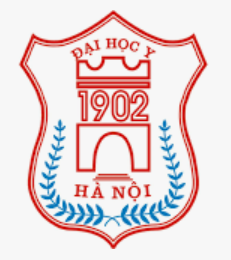 ĐẠI HỌC Y
1902
HÀ NỘI